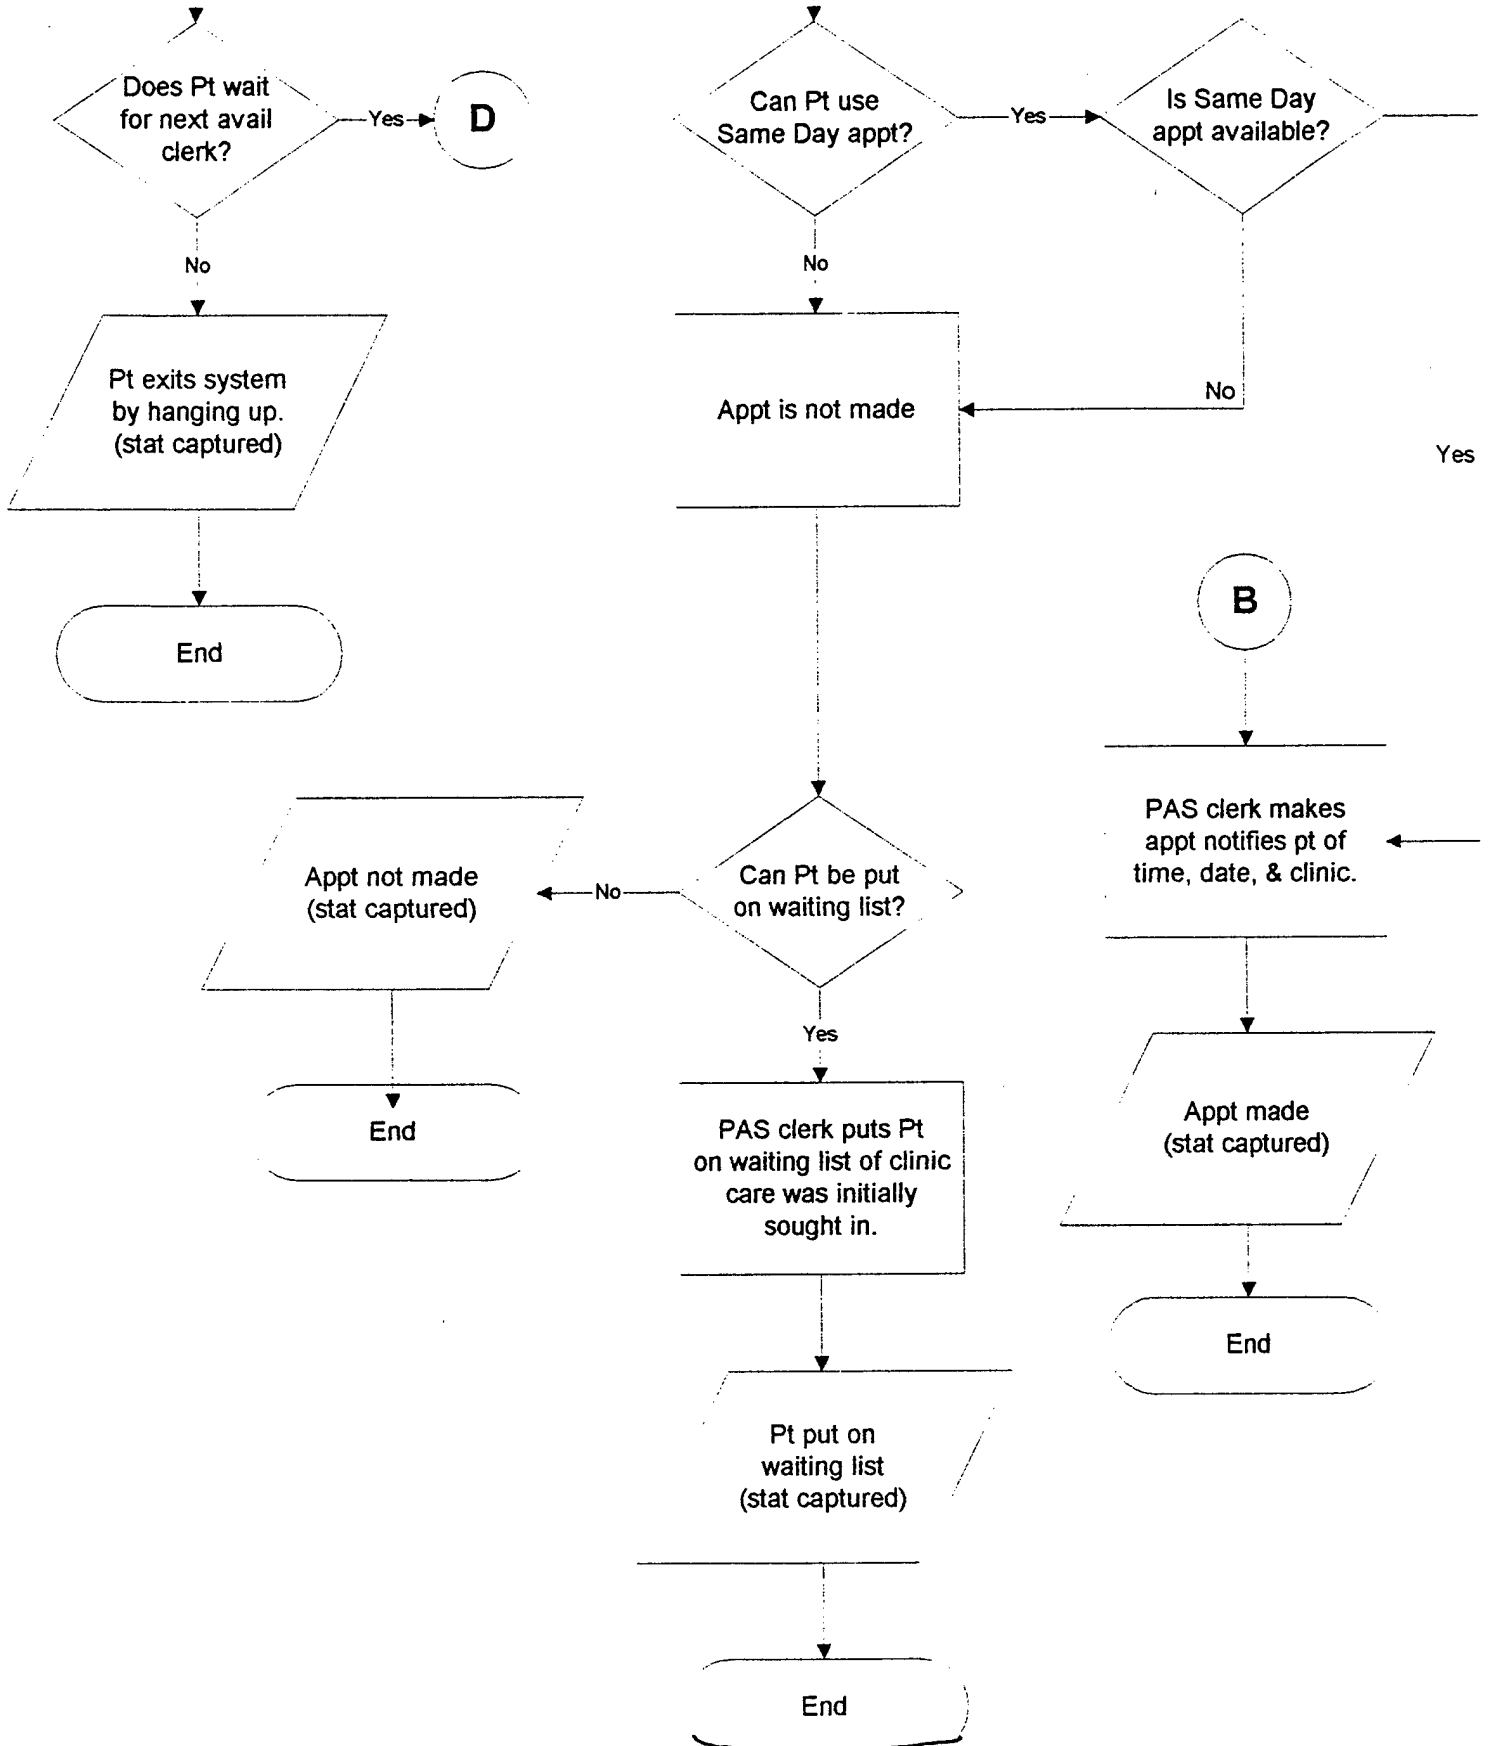 Does Pt wait
for next avail
clerk?
Yes
D
Can Pt use
Same Day appt?
Yes
Is Same Day
appt available?
No
No
Pt exits system
by hanging up.
(stat captured)
Appt is not made
No
Yes
End
B
PAS clerk makes
appt notifies pt of
time, date, & clinic.
Appt not made
(stat captured)
No
Can Pt be put
on waiting list?
Yes
End
PAS clerk puts Pt
on waiting list of clinic
care was initially
sought in.
Appt made
(stat captured)
End
Pt put on
waiting list
(stat captured)
End